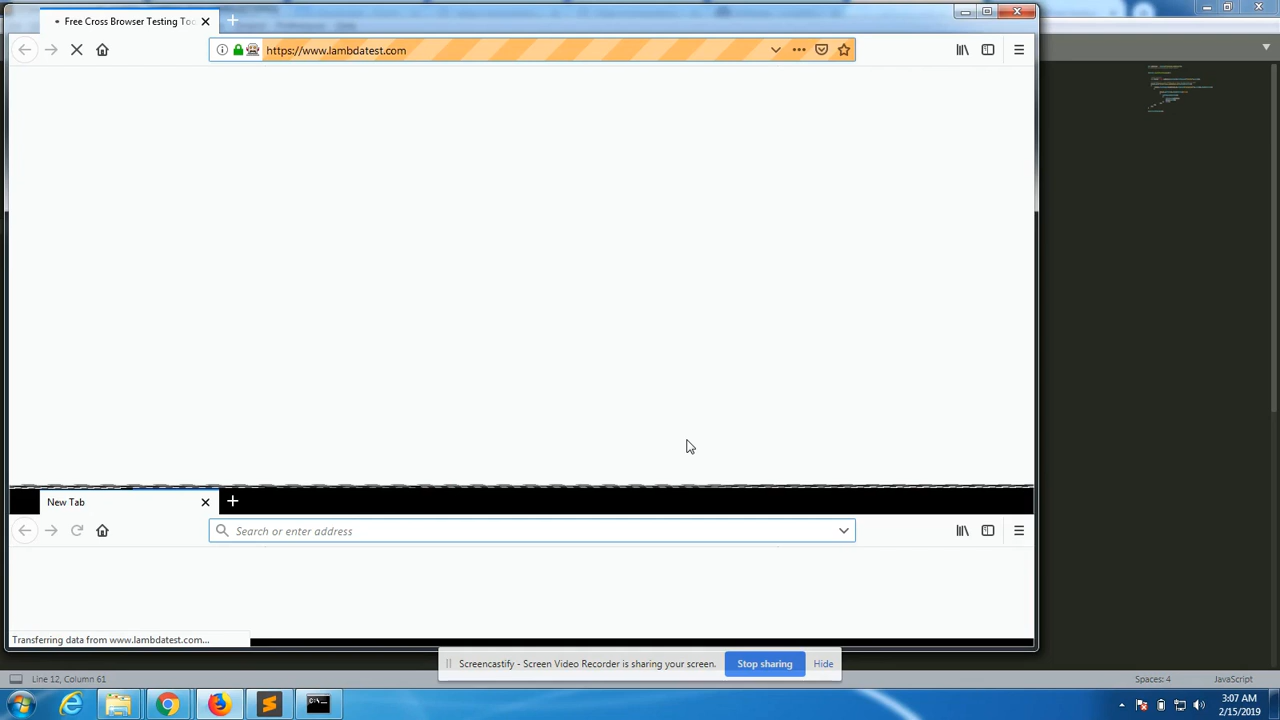 Free Cross Browser Testing Too
https://www.lambdatest.com
New Tab
Search or enter address
Transferring data from www.lambdatest.com...
Screencastify - Screen Video Recorder is sharing your screen.
Stop sharing
Hide
Line 12, Column 61
Spaces: 4
JavaScript
C:\.
3:07 AM
2/15/2019